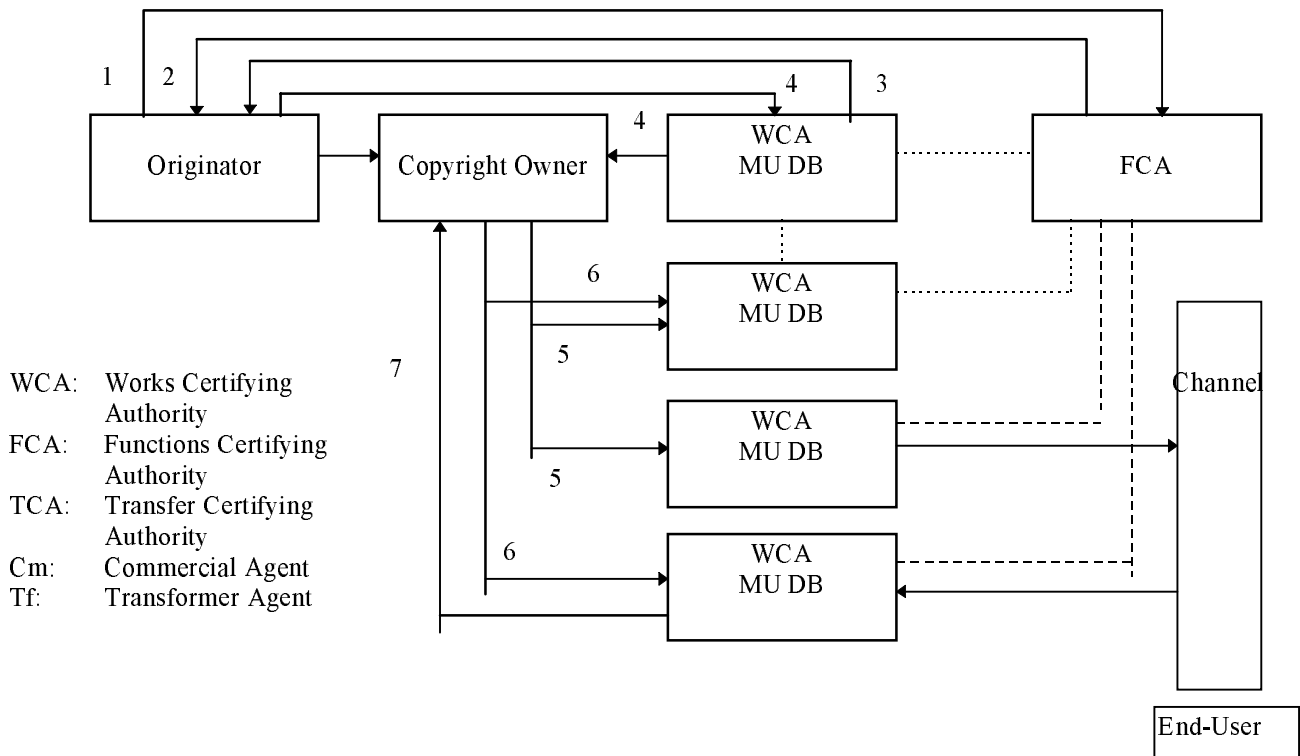 1
2
4
3
4
Originator
Copyright Owner
WCA
MU DB
FCA
6
WCA
MU DB
5
7
Channel
WCA: Works Certifying
Authority
FCA: Functions Certifying
Authority
TCA: Transfer Certifying
Authority
Cm: Commercial Agent
Tf: Transformer Agent
WCA
MU DB
5
6
WCA
MU DB
End-User